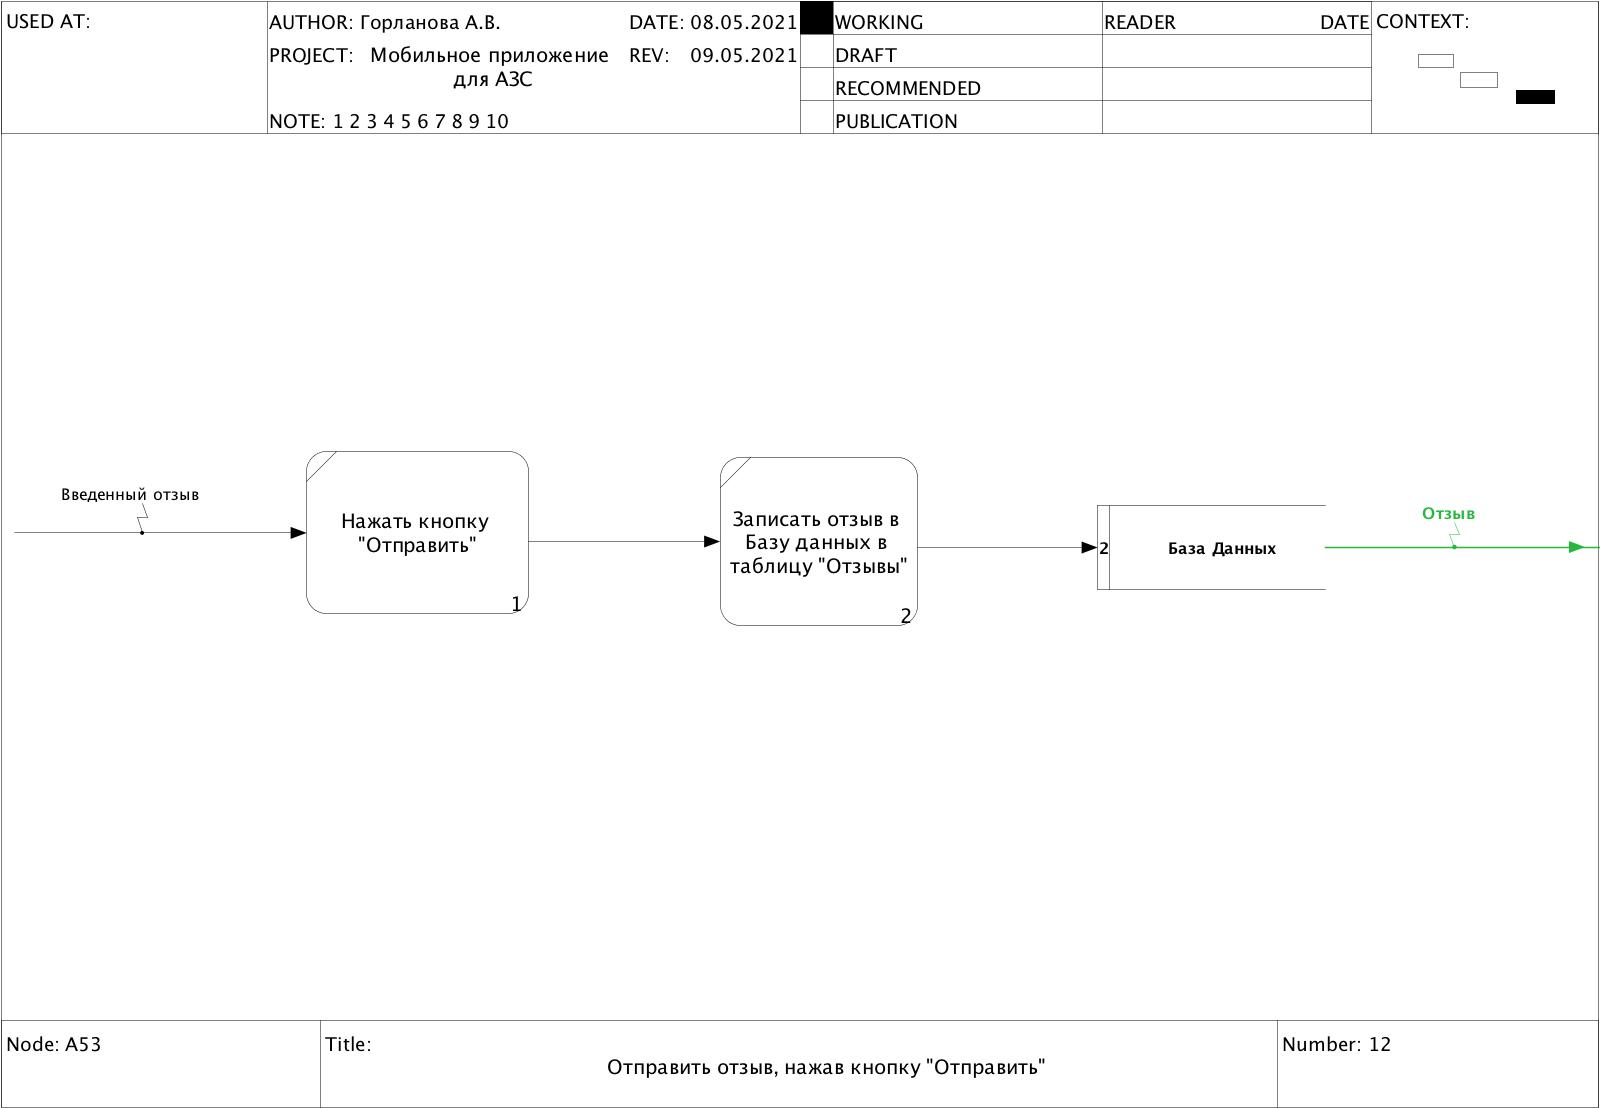 USED AT:
AUTHOR: Горланова А.В.
DATE: 08.05.2021
PROJECT: Мобильное приложение
для АЗС
REV: 09.05.2021
NOTE: 1 2 3 4 5 6 7 8 9 10
WORKING
DRAFT
RECOMMENDED
PUBLICATION
READER DATE
CONTEXT:
Введенный отзыв
Нажать кнопку
"Отправить"
1
Записать отзыв в
Базу данных в
таблицу "Отзывы"
2
2
База Данных
Отзыв
Node: A53
Title:
Отправить отзыв, нажав кнопку "Отправить"
Number: 12